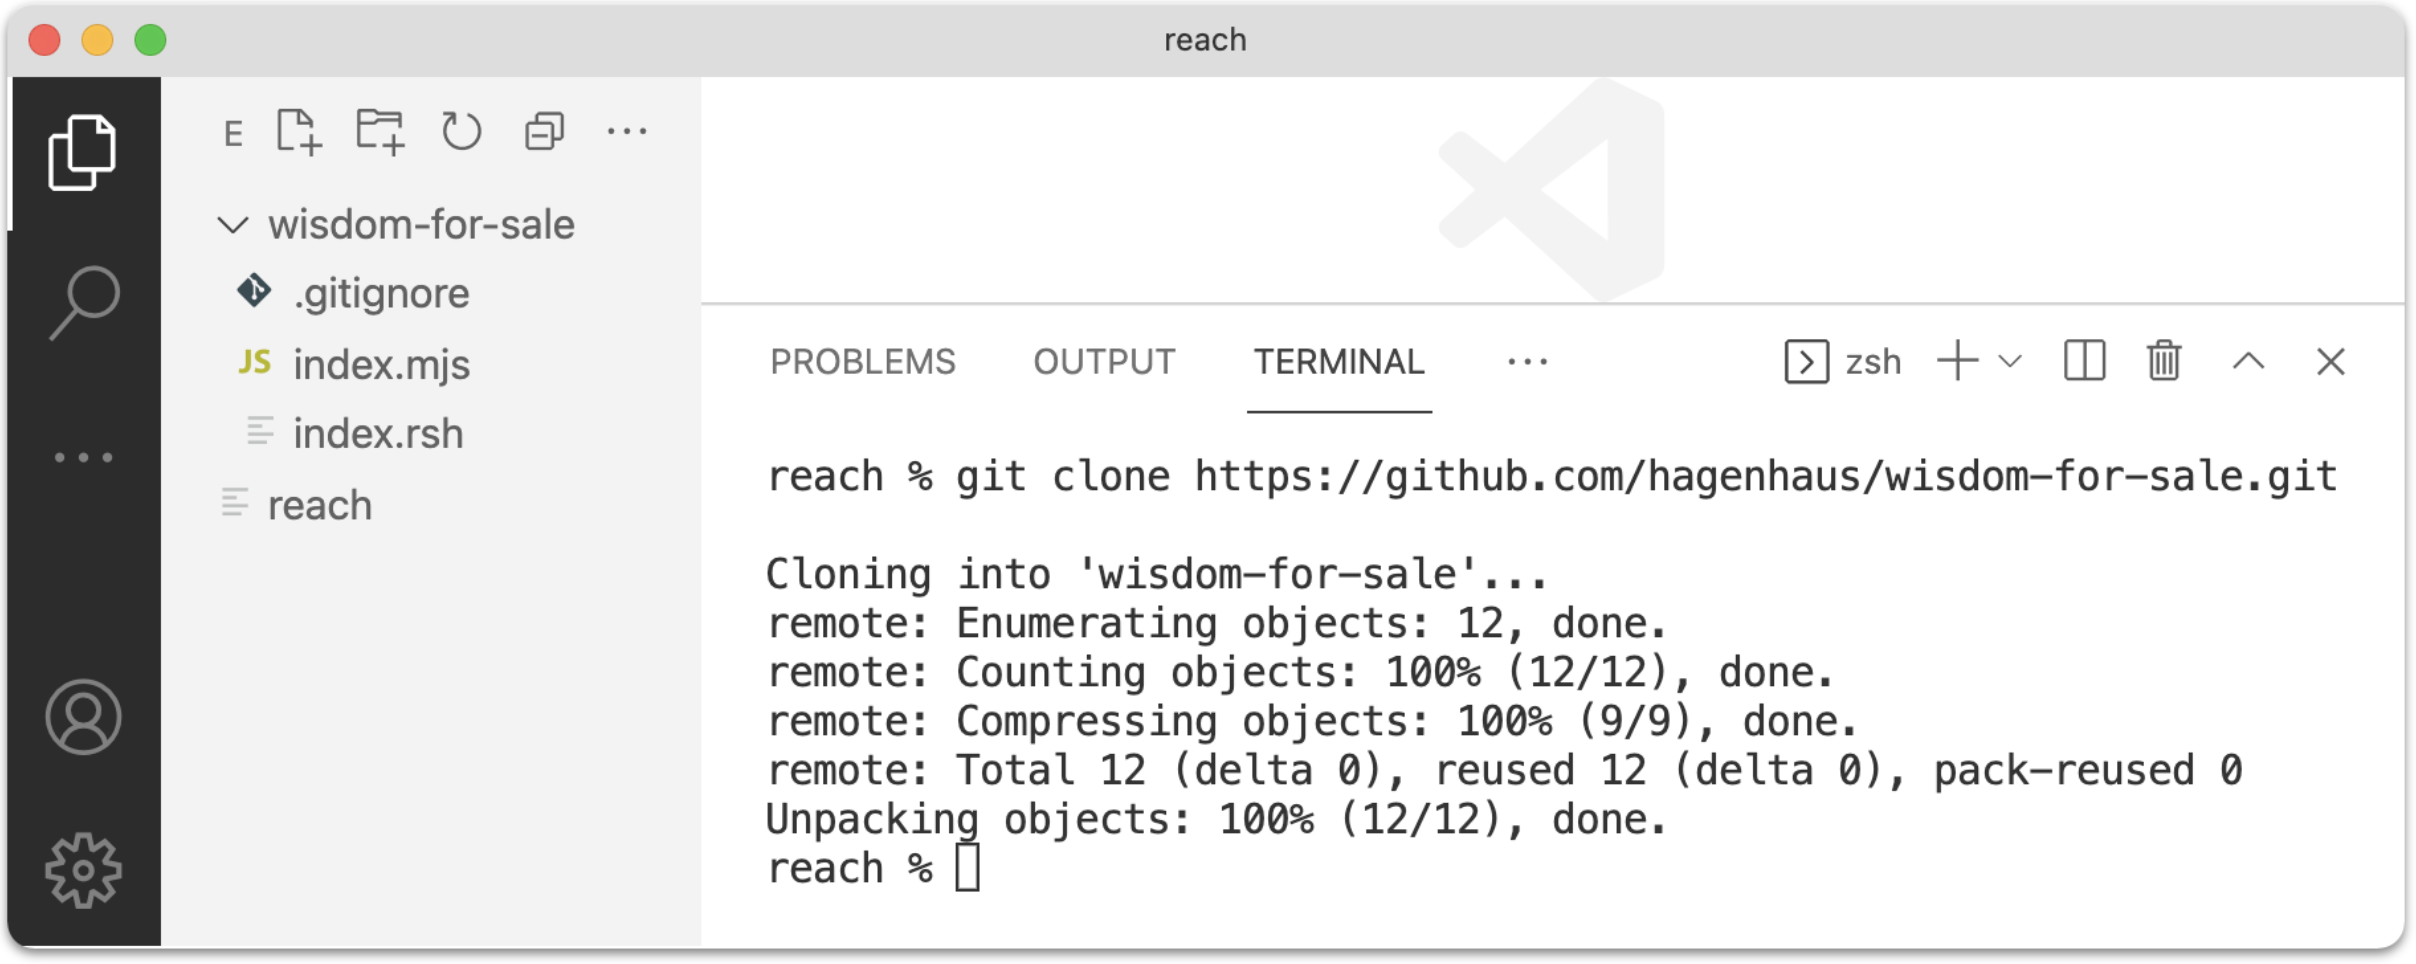 reach
E
wisdom-for-sale
.gitignore
JS index.mjs
index.rsh
reach
PROBLEMS OUTPUT TERMINAL ... zsh
reach % git clone https://github.com/hagenhaus/wisdom-for-sale.git
Cloning into 'wisdom-for-sale'...
remote: Enumerating objects: 12, done.
remote: Counting objects: 100% (12/12), done.
remote: Compressing objects: 100% (9/9), done.
remote: Total 12 (delta 0), reused 12 (delta 0), pack-reused 0
Unpacking objects: 100% (12/12), done.
reach %